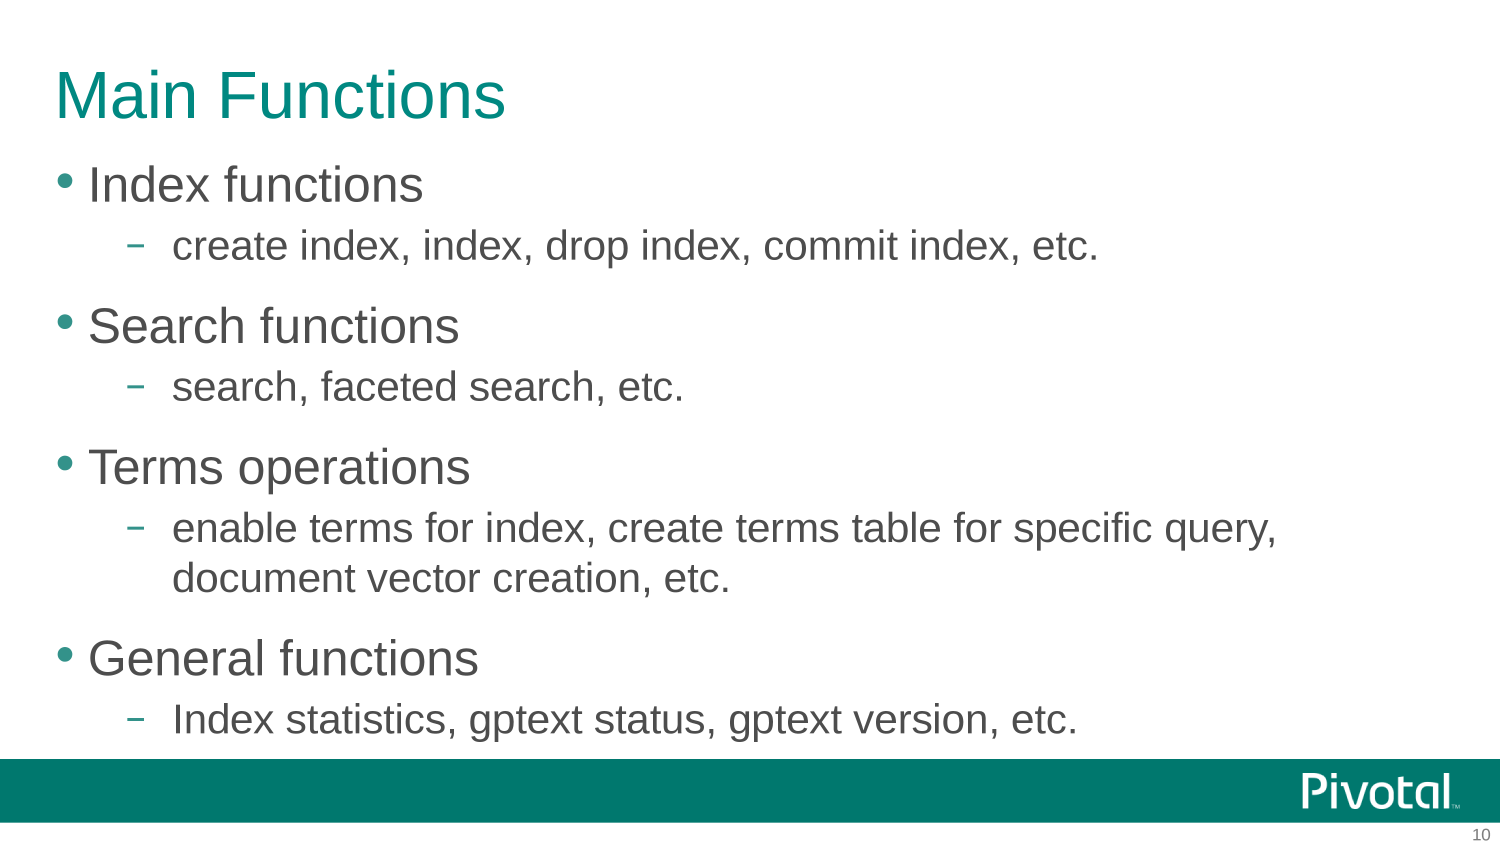 Main Functions
• Index functions
– create index, index, drop index, commit index, etc.
• Search functions
– search, faceted search, etc.
• Terms operations
– enable terms for index, create terms table for specific query,
document vector creation, etc.
• General functions
– Index statistics, gptext status, gptext version, etc.
Pivotal™
10